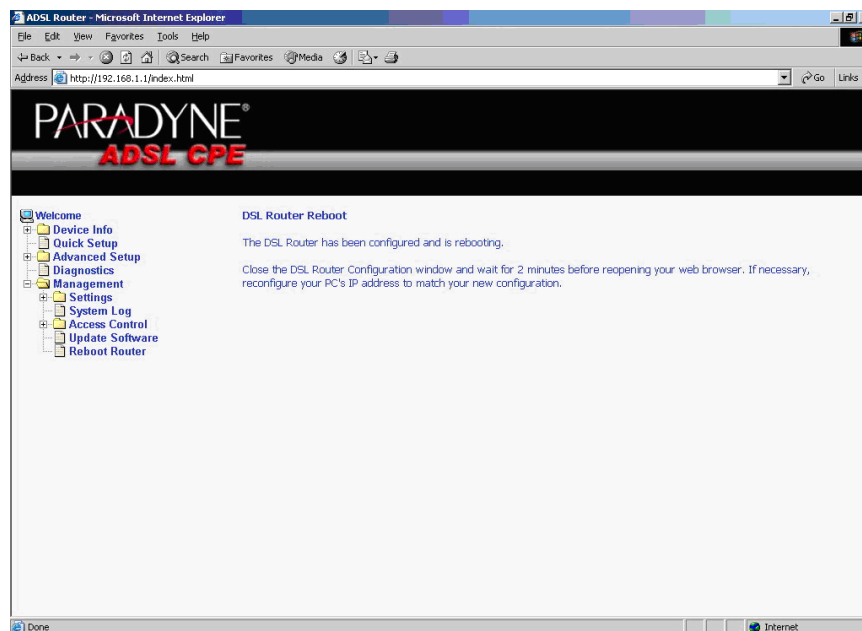 ADSL Router - Microsoft Internet Explorer
File Edit View Favorites Tools Help
Back Search Favorites Media
Address http://192.168.1.1/index.html Go Links
PARADYNE®
ADSL CPE
Welcome
Device Info
Quick Setup
Advanced Setup
Diagnostics
Management
Settings
System Log
Access Control
Update Software
Reboot Router
DSL Router Reboot
The DSL Router has been configured and is rebooting.
Close the DSL Router Configuration window and wait for 2 minutes before reopening your web browser. If necessary,
reconfigure your PC's IP address to match your new configuration.
Done Internet